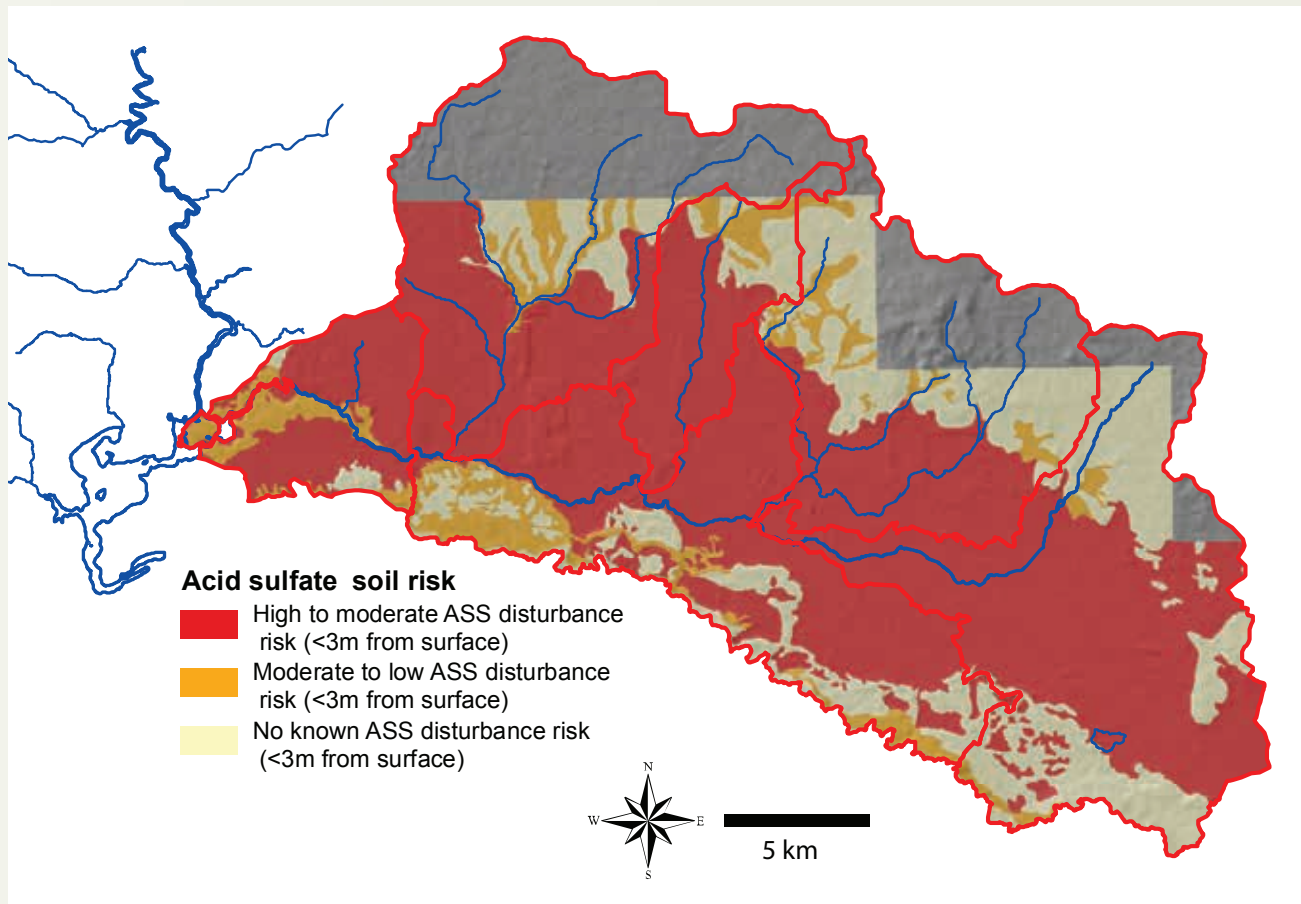 Acid sulfate soil risk
High to moderate ASS disturbance
risk (<3m from surface)
Moderate to low ASS disturbance
risk (<3m from surface)
No known ASS disturbance risk
(<3m from surface)
N
W
E
S
5 km